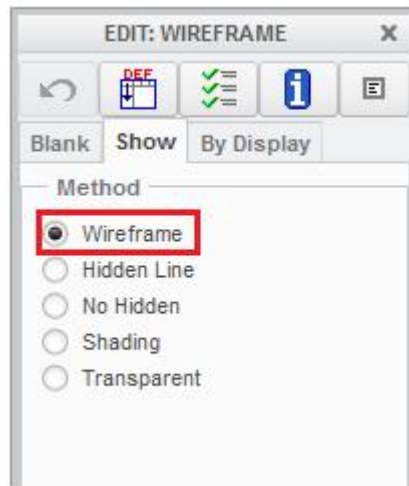 EDIT: WIREFRAME
DEF
Blank Show By Display
Method
Wireframe
Hidden Line
No Hidden
Shading
Transparent